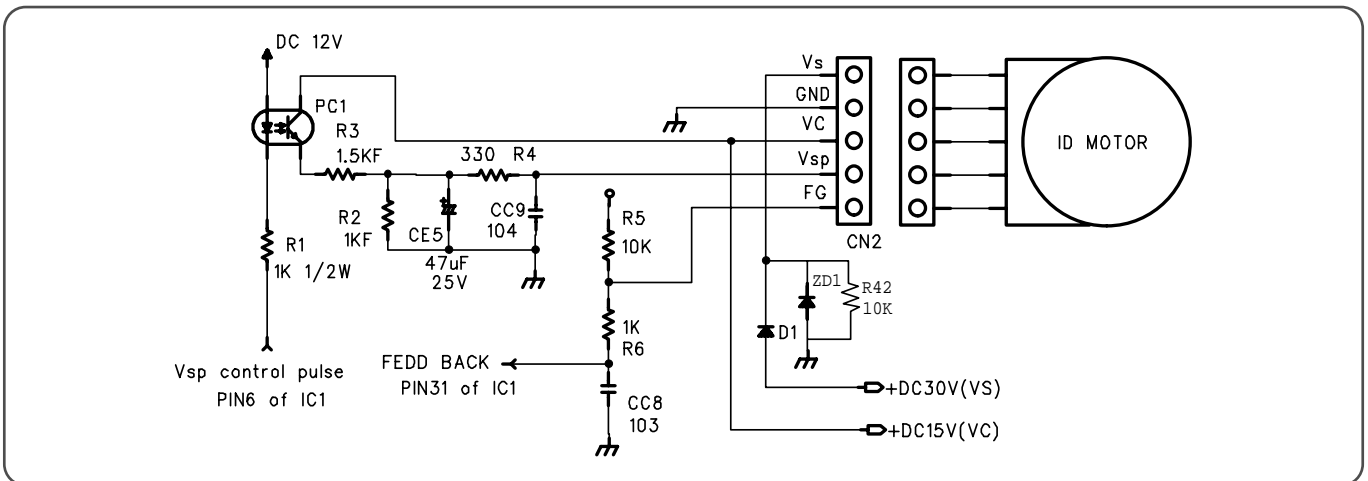 DC 12V
PC1
R3
1.5KF
R2
1KF
CE5
47uF
25V
330 R4
CC9
104
R1
1K 1/2W
Vsp control pulse
PIN6 of IC1
R5
10K
1K
R6
FEDD BACK
PIN31 of IC1
CC8
103
Vs
GND
VC
Vsp
FG
CN2
ID MOTOR
ZD1
R42
10K
D1
+DC30V(VS)
+DC15V(VC)